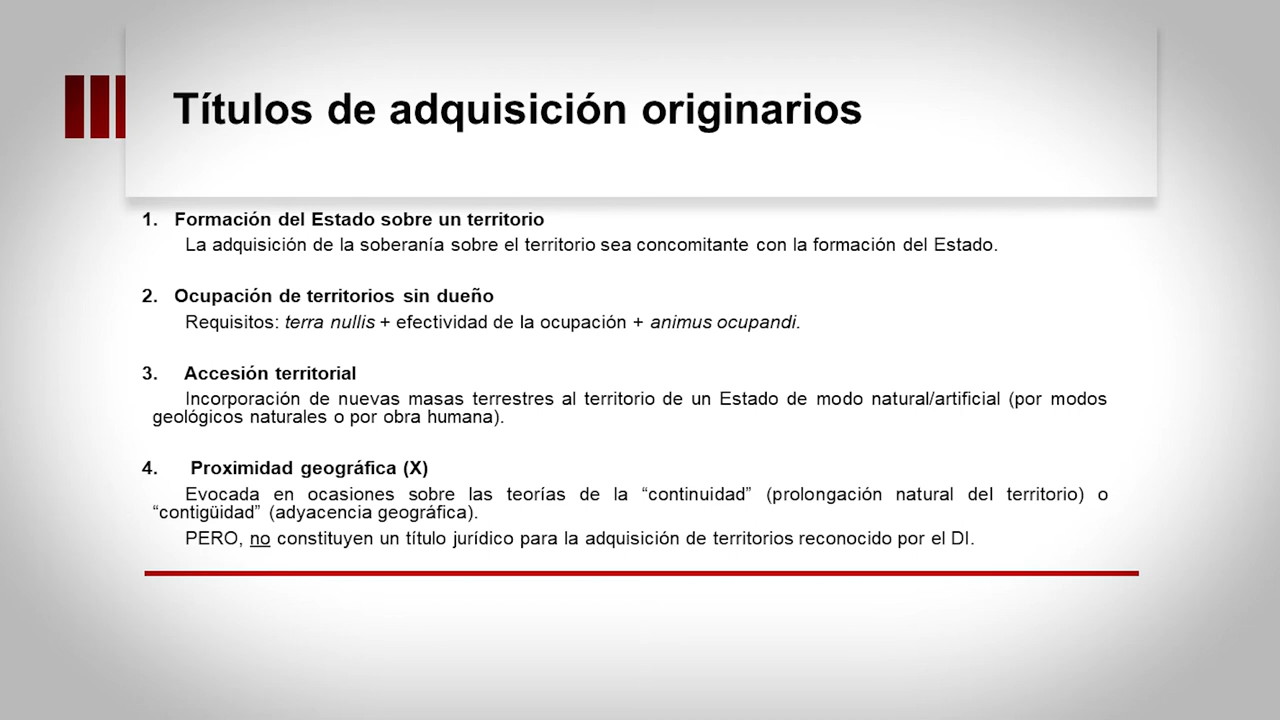 Títulos de adquisición originarios
1. Formación del Estado sobre un territorio
La adquisición de la soberanía sobre el territorio sea concomitante con la formación del Estado.
2. Ocupación de territorios sin dueño
Requisitos: terra nullis + efectividad de la ocupación + animus ocupandi.
3. Accesión territorial
Incorporación de nuevas masas terrestres al territorio de un Estado de modo natural/artificial (por modos
geológicos naturales o por obra humana).
4. Proximidad geográfica (X)
Evocada en ocasiones sobre las teorías de la “continuidad” (prolongación natural del territorio) o
“contigüidad” (adyacencia geográfica).
PERO, no constituyen un título jurídico para la adquisición de territorios reconocido por el DI.